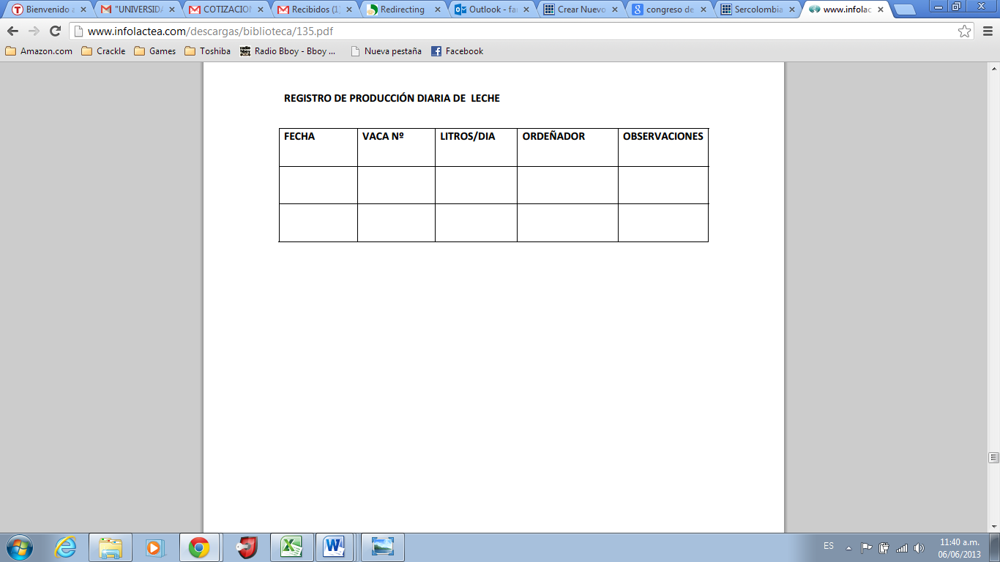 Bienvenido a
"UNIVERSIDA
COTIZACION
Recibidos (1
Redirecting
Outlook - fa
Crear Nuevo
congreso de
Sercolombia
www.infolac
www.infolactea.com/descargas/biblioteca/135.pdf
Amazon.com
Crackle
Games
Toshiba
Radio Bboy - Bboy ...
Nueva pestaña
Facebook
REGISTRO DE PRODUCCIÓN DIARIA DE LECHE
FECHA VACA Nº LITROS/DIA ORDEÑADOR OBSERVACIONES
ES
11:40 a.m.
06/06/2013